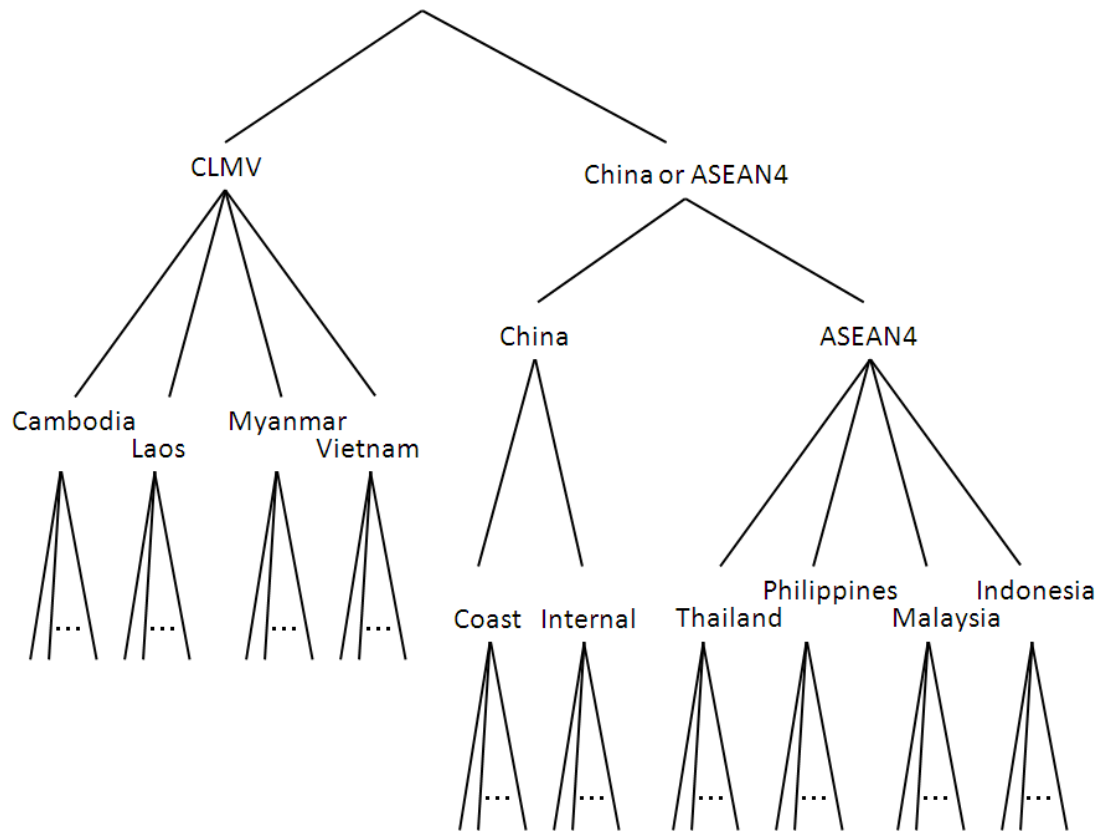 CLMV
China or ASEAN4
China
ASEAN4
Cambodia
Laos
Myanmar
Vietnam
Coast
Internal
Thailand
Philippines
Malaysia
Indonesia
...
...
...
...
...
...
...
...
...
...